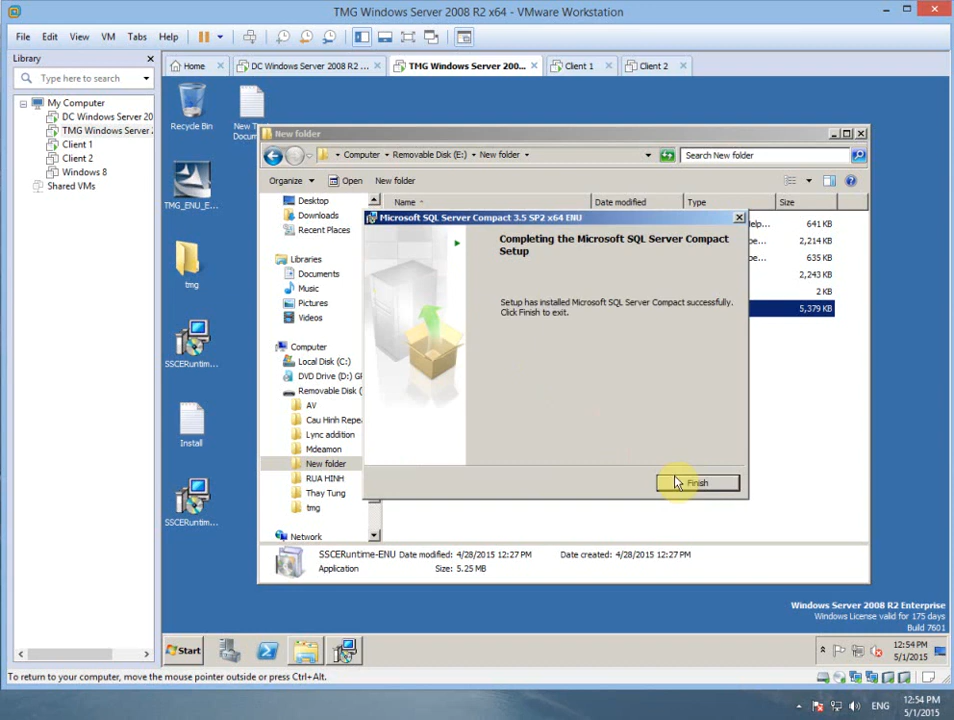 TMG Windows Server 2008 R2 x64 - VMware Workstation
File Edit View VM Tabs Help
Library
Type here to search
My Computer
DC Windows Server 20
TMG Windows Server 2
Client 1
Client 2
Windows 8
Shared VMs
Home
DC Windows Server 2008 R2 ...
TMG Windows Server 200...
Client 1
Client 2
Recycle Bin
New T
Docum
TMG_ENU_E...
tmg
SSCERuntim...
Install
SSCERuntim...
New folder
Computer
Removable Disk (E:)
New folder
Search New folder
Organize
Open
New folder
Name
Date modified
Type
Size
Desktop
Downloads
Recent Places
Libraries
Documents
Music
Pictures
Videos
Computer
Local Disk (C:)
DVD Drive (D:) GR
Removable Disk (
AV
Cau Hinh Repe
Lync addition
Mdeamon
New folder
RUA HINH
Thay Tung
tmg
Network
elp...
641 KB
e...
2,214 KB
pe...
635 KB
2,243 KB
2 KB
5,379 KB
Microsoft SQL Server Compact 3.5 SP2 x64 ENU
Completing the Microsoft SQL Server Compact
Setup
Setup has installed Microsoft SQL Server Compact successfully.
Click Finish to exit.
Finish
SSCERuntime-ENU Date modified: 4/28/2015 12:27 PM
Date created: 4/28/2015 12:27 PM
Application
Size: 5.25 MB
Windows Server 2008 R2 Enterprise
Windows License valid for 175 days
Build 7601
Start
12:54 PM
5/1/2015
To return to your computer, move the mouse pointer outside or press Ctrl+Alt.
ENG
12:54 PM
5/1/2015